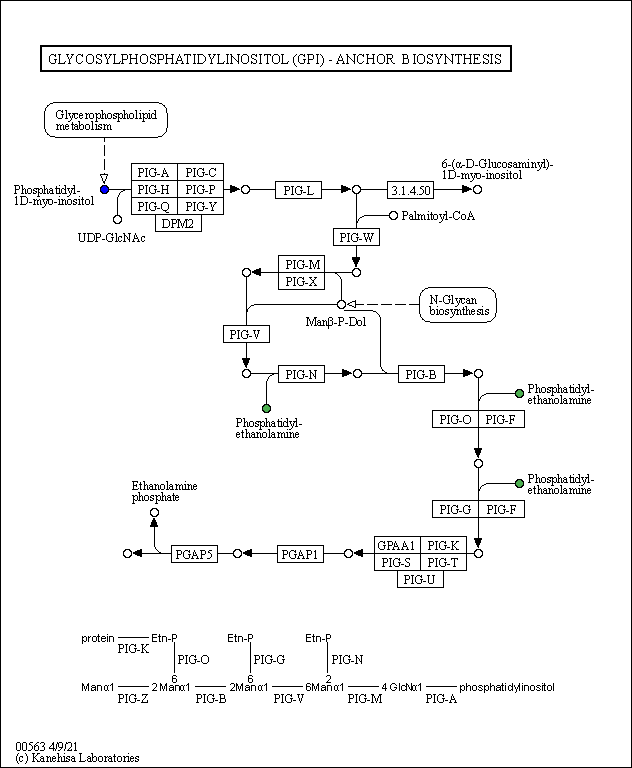 GLYCOSYLPHOSPHATIDYLINOSITOL (GPI) - ANCHOR BIOSYNTHESIS
Glycerophospholipid
metabolism
6-(α-D-Glucosaminyl)-
1D-myo-inositol
PIG-A PIG-C
Phosphatidyl-
1D-myo-inositol
PIG-H PIG-P
PIG-L
3.1.4.50
PIG-Q PIG-Y
DPM2
UDP-GlcNAc
Palmitoyl-CoA
PIG-W
PIG-M
PIG-X
N-Glycan
biosynthesis
Manβ-P-Dol
PIG-V
PIG-N
PIG-B
Phosphatidyl-
ethanolamine
Phosphatidyl-
ethanolamine
PIG-O PIG-F
Phosphatidyl-
ethanolamine
Ethanolamine
phosphate
PIG-G PIG-F
PGAP5
PGAP1
GPAA1 PIG-K
PIG-S PIG-T
PIG-U
protein Etn-P Etn-P Etn-P
PIG-K
PIG-O PIG-G PIG-N
6 6 2
Manα1 2Manα1 2Manα1 6Manα1 4 GlcNα1 phosphatidylinositol
PIG-Z PIG-B PIG-V PIG-M PIG-A
00563 4/9/21
(c) Kanehisa Laboratories